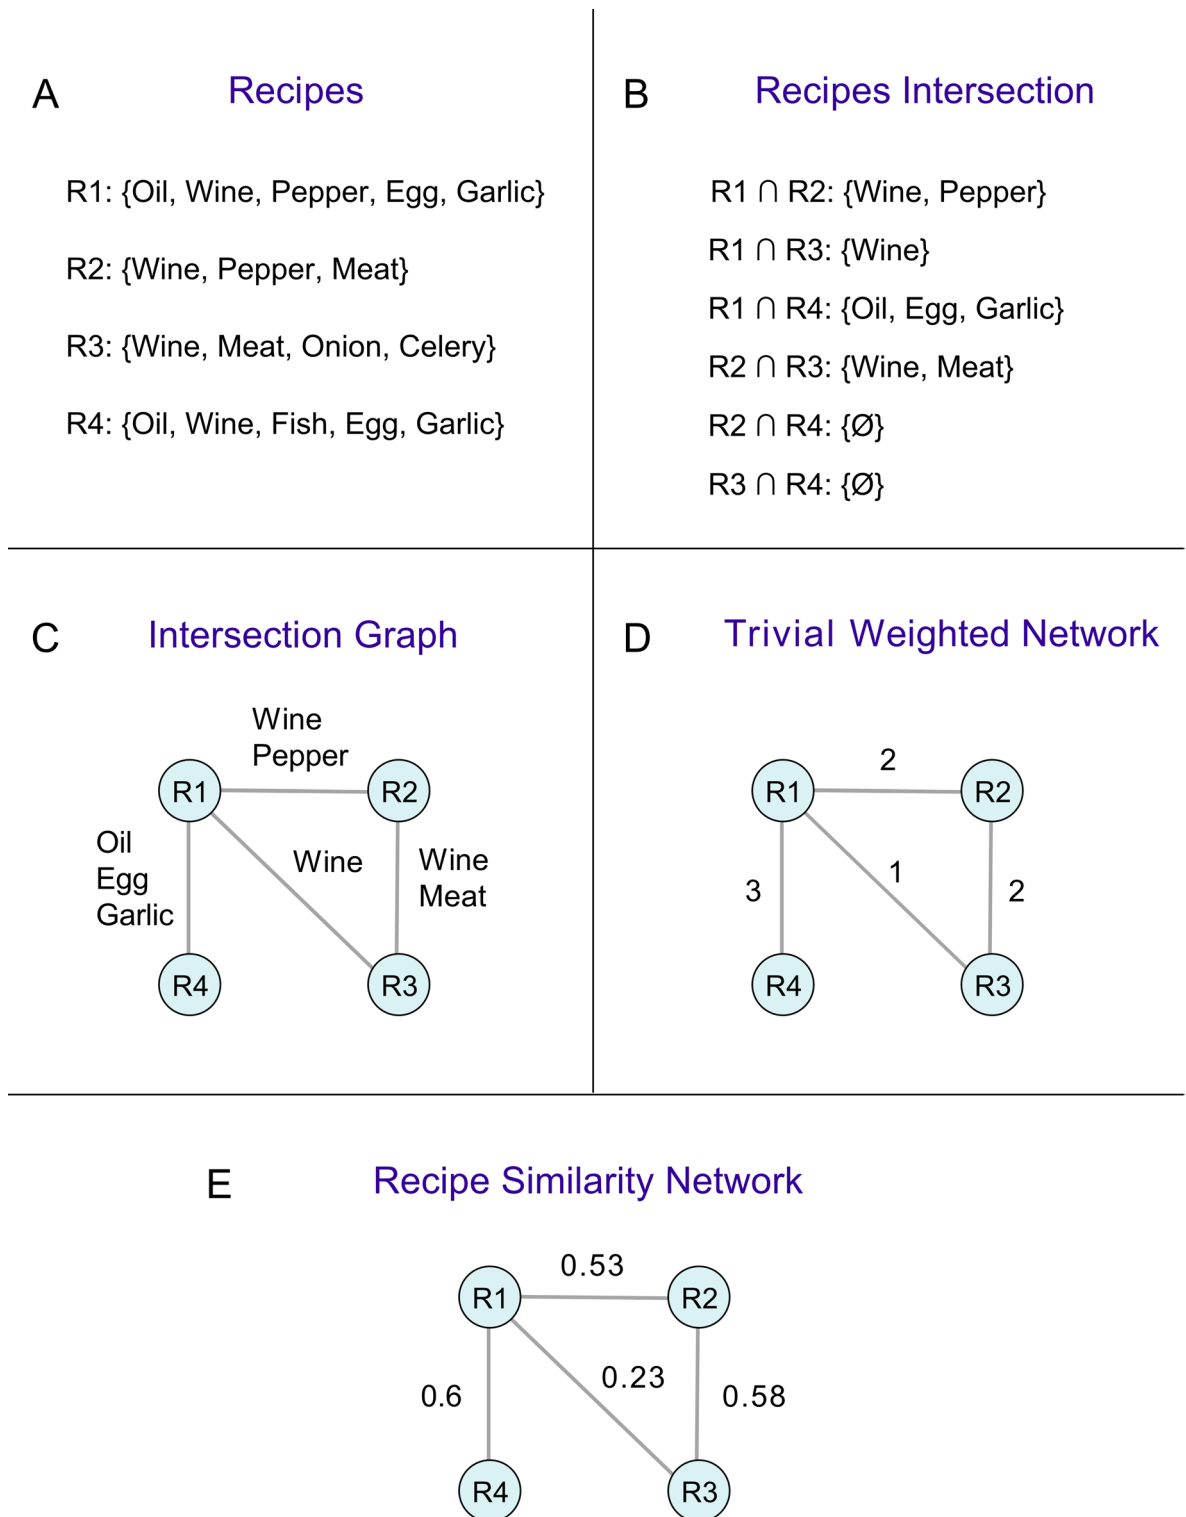 A
Recipes
R1: {Oil, Wine, Pepper, Egg, Garlic}
R2: {Wine, Pepper, Meat}
R3: {Wine, Meat, Onion, Celery}
R4: {Oil, Wine, Fish, Egg, Garlic}
B
Recipes Intersection
R1 ∩ R2: {Wine, Pepper}
R1 ∩ R3: {Wine}
R1 ∩ R4: {Oil, Egg, Garlic}
R2 ∩ R3: {Wine, Meat}
R2 ∩ R4: {Ø}
R3 ∩ R4: {Ø}
C
Intersection Graph
Wine
Pepper
R1
R2
Oil
Egg
Garlic
Wine
Wine
Meat
R4
R3
D
Trivial Weighted Network
2
R1
R2
3
1
2
R4
R3
E
Recipe Similarity Network
0.53
R1
R2
0.6
0.23
0.58
R4
R3